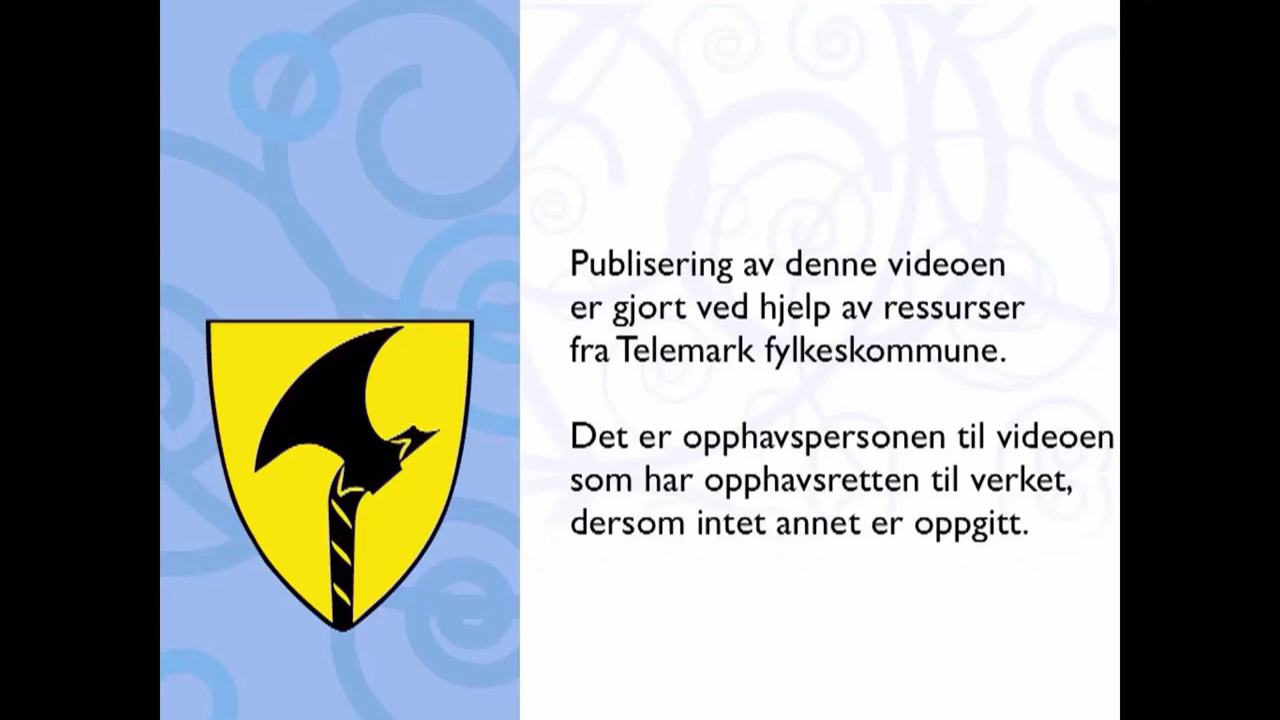 Publisering av denne videoen
er gjort ved hjelp av ressurser
fra Telemark fylkeskommune.
Det er opphavspersonen til videoen
som har opphavsretten til verket,
dersom intet annet er oppgitt.